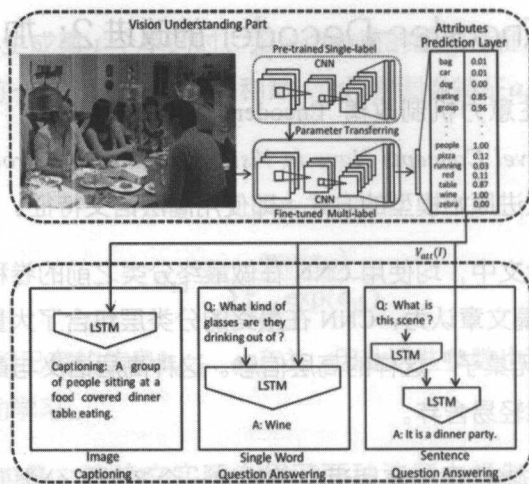 Vision Understanding Part
Attributes
Prediction Layer
Pre-trained Single-label
CNN
Parameter Transferring
CNN
Fine-tuned Multi-label
bag 0.01
car 0.01
dog 0.00
eating 0.85
group 0.96
people 1.00
pizza 0.12
running 0.03
red 0.11
table 0.87
wine 1.00
zebra 0.00
V_att(I)
LSTM
Captioning: A group
of people sitting at a
food covered dinner
table eating.
Image
Captioning
Q: What kind of
glasses are they
drinking out of ?
LSTM
A: Wine
Single Word
Question Answering
Q: What is
this scene ?
LSTM
LSTM
A: It is a dinner party.
Sentence
Question Answering